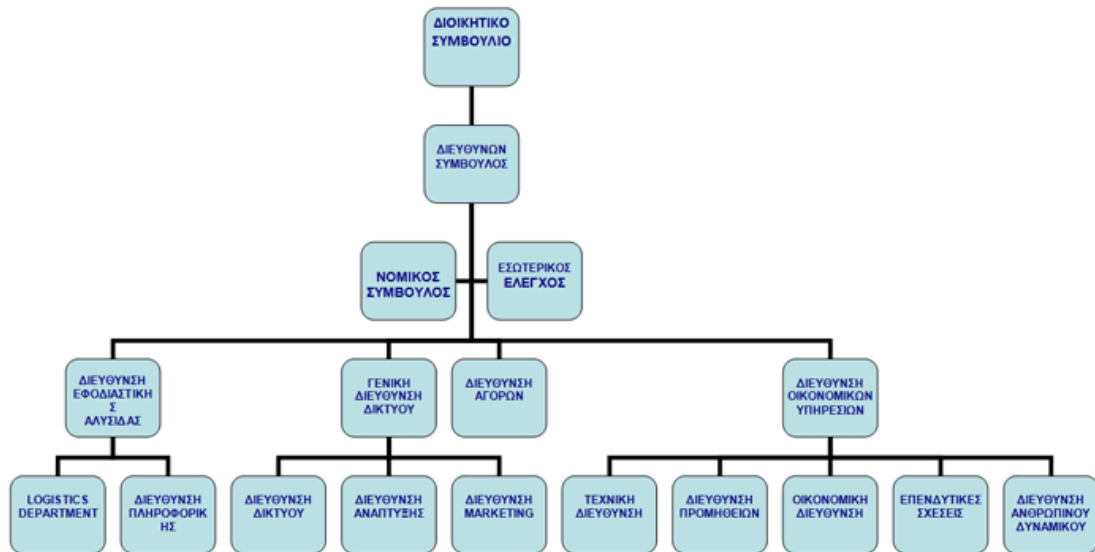 ΔΙΟΙΚΗΤΙΚΟ
ΣΥΜΒΟΥΛΙΟ
ΔΙΕΥΘΥΝΩΝ
ΣΥΜΒΟΥΛΟΣ
ΝΟΜΙΚΟΣ
ΣΥΜΒΟΥΛΟΣ
ΕΣΩΤΕΡΙΚΟΣ
ΕΛΕΓΧΟΣ
ΔΙΕΥΘΥΝΣΗ
ΕΦΟΔΙΑΣΤΙΚΗ
Σ
ΑΛΥΣΙΔΑΣ
ΓΕΝΙΚΗ
ΔΙΕΥΘΥΝΣΗ
ΔΙΚΤΥΟΥ
ΔΙΕΥΘΥΝΣΗ
ΑΓΟΡΩΝ
ΔΙΕΥΘΥΝΣΗ
ΟΙΚΟΝΟΜΙΚΩΝ
ΥΠΗΡΕΣΙΩΝ
LOGISTICS
DEPARTMENT
ΔΙΕΥΘΥΝΣΗ
ΠΛΗΡΟΦΟΡΙΚ
ΗΣ
ΔΙΕΥΘΥΝΣΗ
ΔΙΚΤΥΟΥ
ΔΙΕΥΘΥΝΣΗ
ΑΝΑΠΤΥΞΗΣ
ΔΙΕΥΘΥΝΣΗ
MARKETING
ΤΕΧΝΙΚΗ
ΔΙΕΥΘΥΝΣΗ
ΔΙΕΥΘΥΝΣΗ
ΠΡΟΜΗΘΕΙΩΝ
ΟΙΚΟΝΟΜΙΚΗ
ΔΙΕΥΘΥΝΣΗ
ΕΠΕΝΔΥΤΙΚΕΣ
ΣΧΕΣΕΙΣ
ΔΙΕΥΘΥΝΣΗ
ΑΝΘΡΩΠΙΝΟΥ
ΔΥΝΑΜΙΚΟΥ